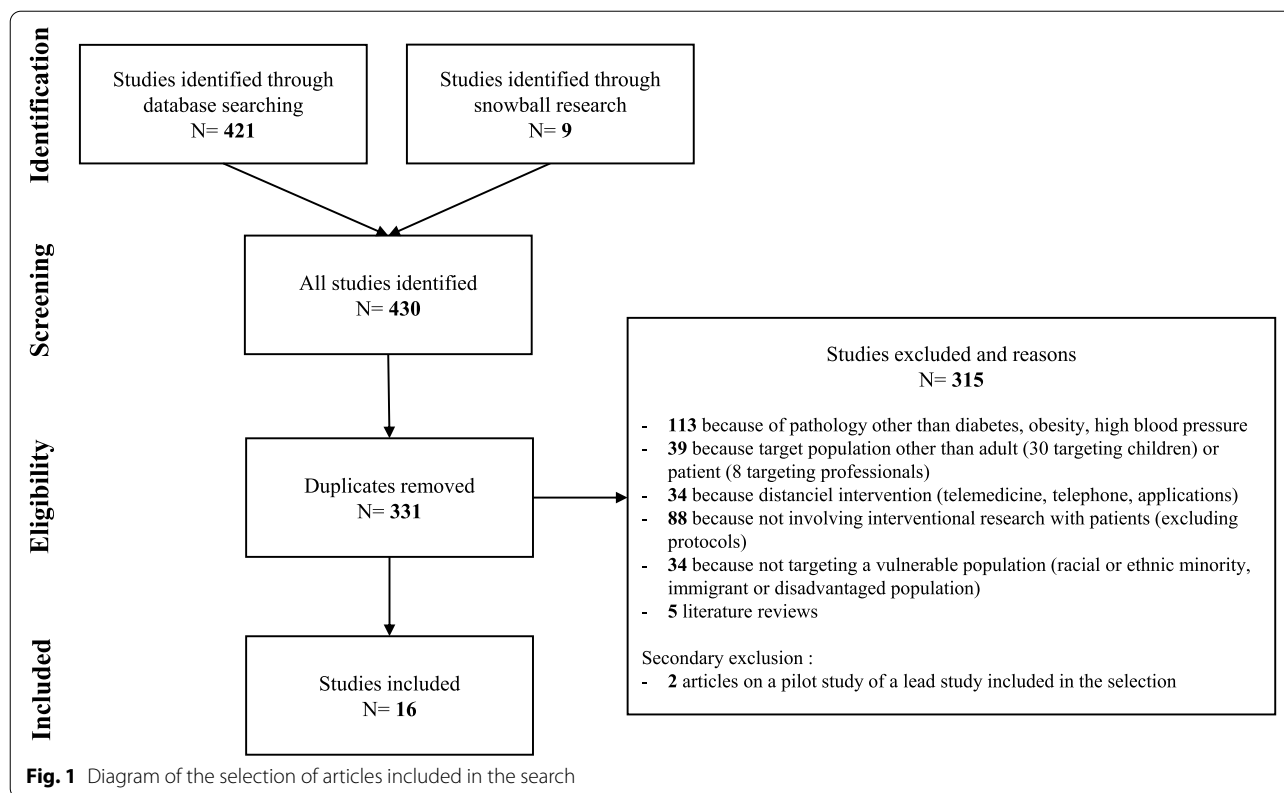 Identification
Studies identified through
database searching
N= 421
Studies identified through
snowball research
N= 9
Screening
All studies identified
N= 430
Eligibility
Duplicates removed
N= 331
Studies excluded and reasons
N= 315
- 113 because of pathology other than diabetes, obesity, high blood pressure
- 39 because target population other than adult (30 targeting children) or
patient (8 targeting professionals)
- 34 because distanciel intervention (telemedicine, telephone, applications)
- 88 because not involving interventional research with patients (excluding
protocols)
- 34 because not targeting a vulnerable population (racial or ethnic minority,
immigrant or disadvantaged population)
- 5 literature reviews
Secondary exclusion :
- 2 articles on a pilot study of a lead study included in the selection
Included
Studies included
N= 16
Fig. 1 Diagram of the selection of articles included in the search